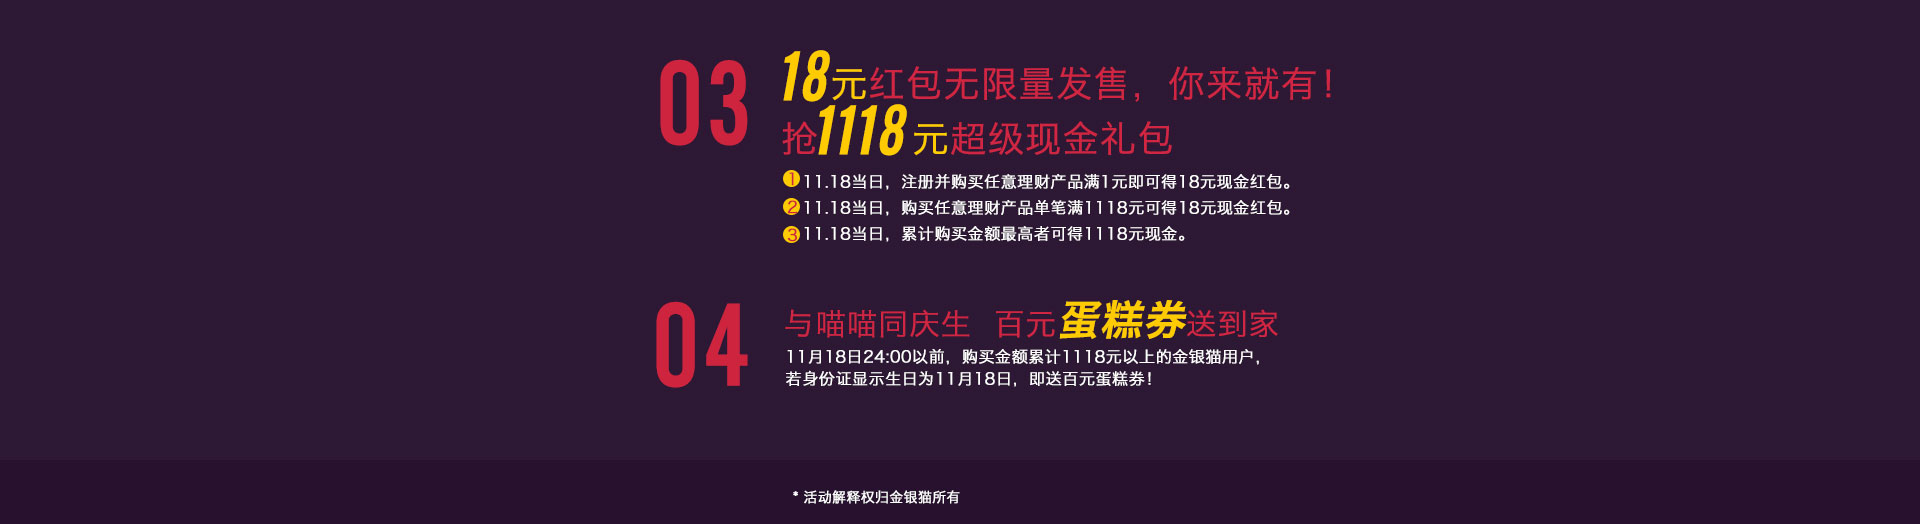 03
18元红包无限量发售，你来就有！
抢1118元超级现金礼包
①11.18当日，注册并购买任意理财产品满1元即可得18元现金红包。
②11.18当日，购买任意理财产品单笔满1118元可得18元现金红包。
③11.18当日，累计购买金额最高者可得1118元现金。
04
与喵喵同庆生 百元蛋糕券送到家
11月18日24:00以前，购买金额累计1118元以上的金银猫用户，
若身份证显示生日为11月18日，即送百元蛋糕券！
* 活动解释权归金银猫所有